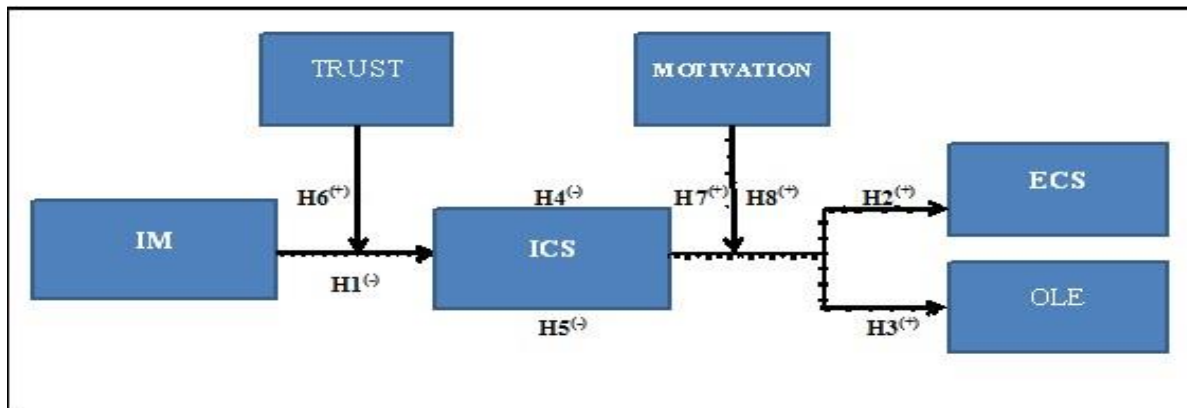 TRUST
MOTIVATION
H6(+)
H4(-)
H7(+)
H8(+)
H2(+)
ECS
IM
ICS
H1(-)
H5(-)
H3(+)
OLE